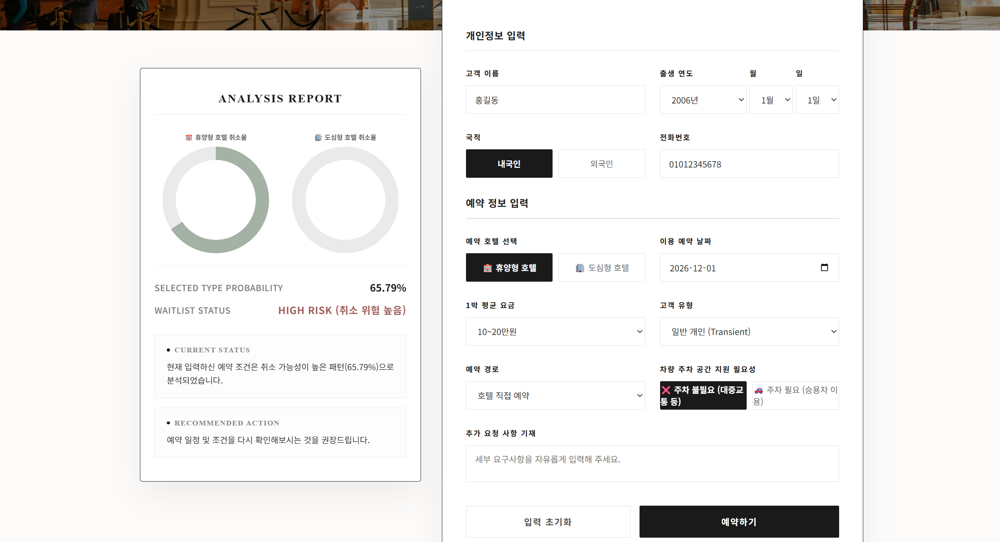 ANALYSIS REPORT
휴양형 호텔 취소율
도심형 호텔 취소율
SELECTED TYPE PROBABILITY 65.79%
WAITLIST STATUS HIGH RISK (취소 위험 높음)
CURRENT STATUS
현재 입력하신 예약 조건은 취소 가능성이 높은 패턴(65.79%)으로
분석되었습니다.
RECOMMENDED ACTION
예약 일정 및 조건을 다시 확인해보시는 것을 권장드립니다.
개인정보 입력
고객 이름
홍길동
출생 연도 월 일
2006년 1월 1일
국적
내국인 외국인
전화번호
01012345678
예약 정보 입력
예약 호텔 선택
휴양형 호텔 도심형 호텔
이용 예약 날짜
2026-12-01
1박 평균 요금
10~20만원
고객 유형
일반 개인 (Transient)
예약 경로
호텔 직접 예약
차량 주차 공간 지원 필요성
주차 불필요 (대중교
통 등)
주차 필요 (승용차 이
용)
추가 요청 사항 기재
세부 요구사항을 자유롭게 입력해 주세요.
입력 초기화
예약하기